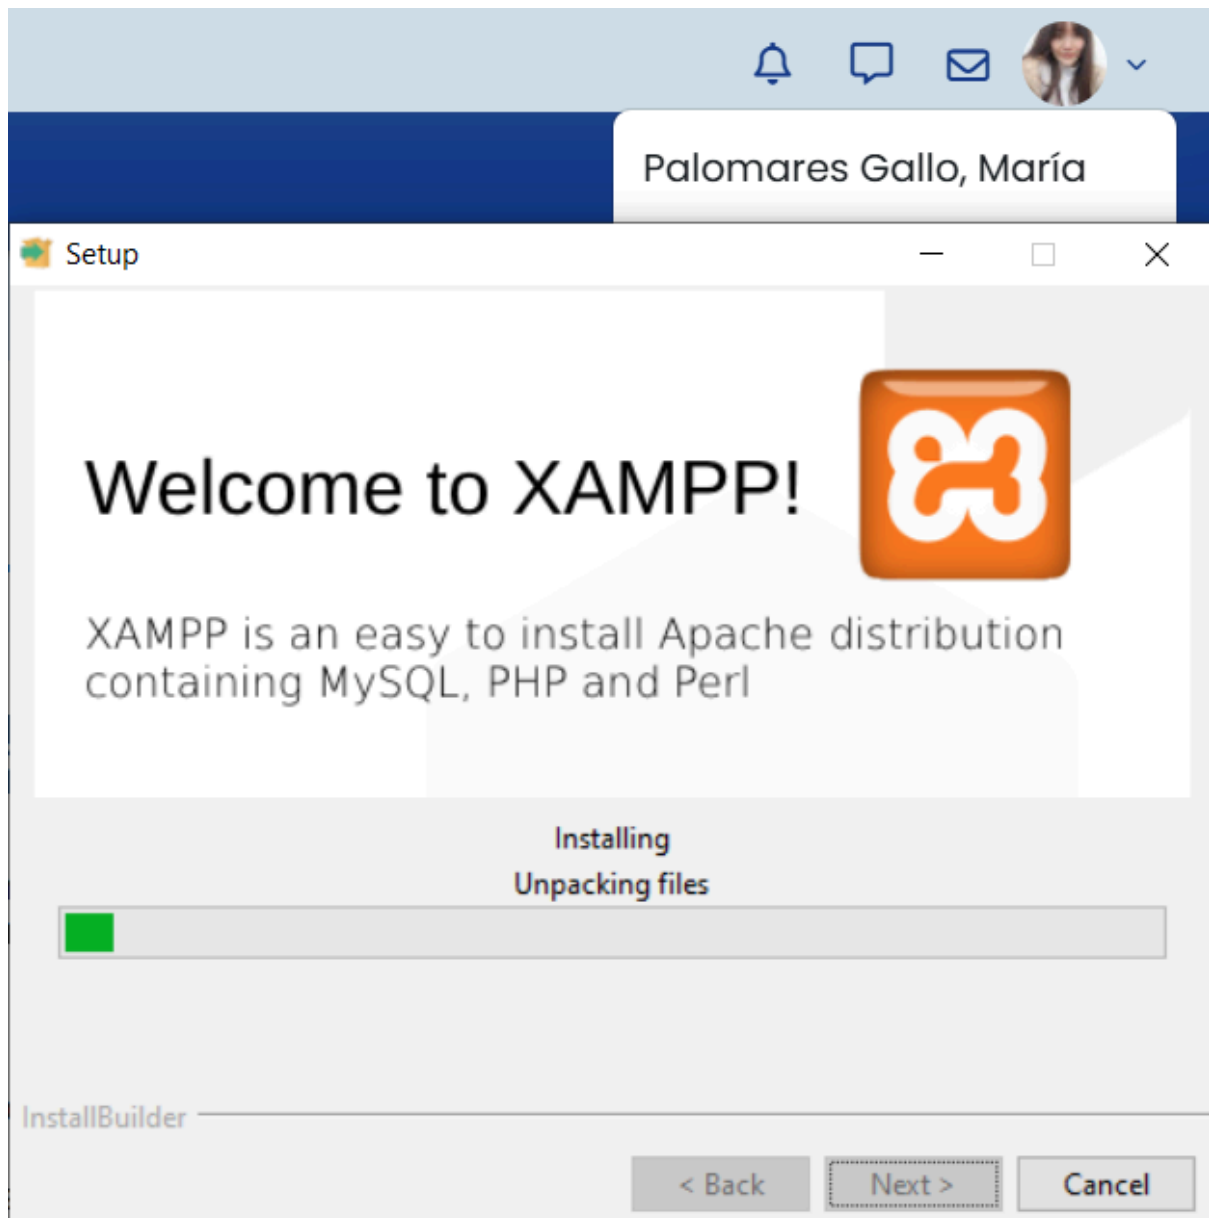 Palomares Gallo, María
Setup
Welcome to XAMPP!
XAMPP is an easy to install Apache distribution
containing MySQL, PHP and Perl
Installing
Unpacking files
InstallBuilder
< Back
Next >
Cancel